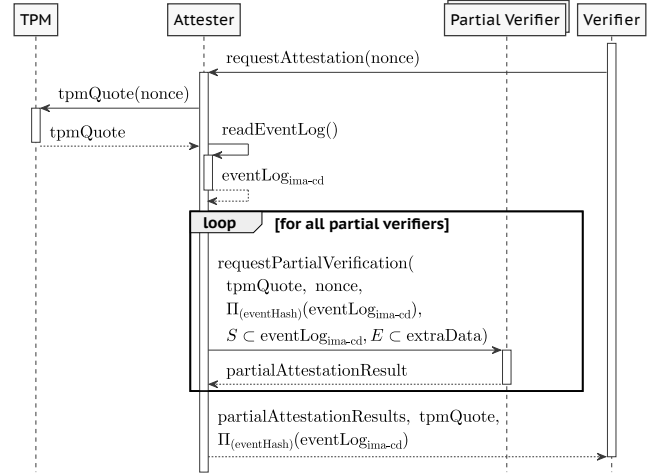 TPM Attester Partial Verifier Verifier
requestAttestation(nonce)
tpmQuote(nonce)
tpmQuote
readEventLog()
eventLog_ima-cd
loop [for all partial verifiers]
requestPartialVerification(
tpmQuote, nonce,
Π_(eventHash)(eventLog_ima-cd),
S ⊂ eventLog_ima-cd, E ⊂ extraData)
partialAttestationResult
partialAttestationResults, tpmQuote,
Π_(eventHash)(eventLog_ima-cd)